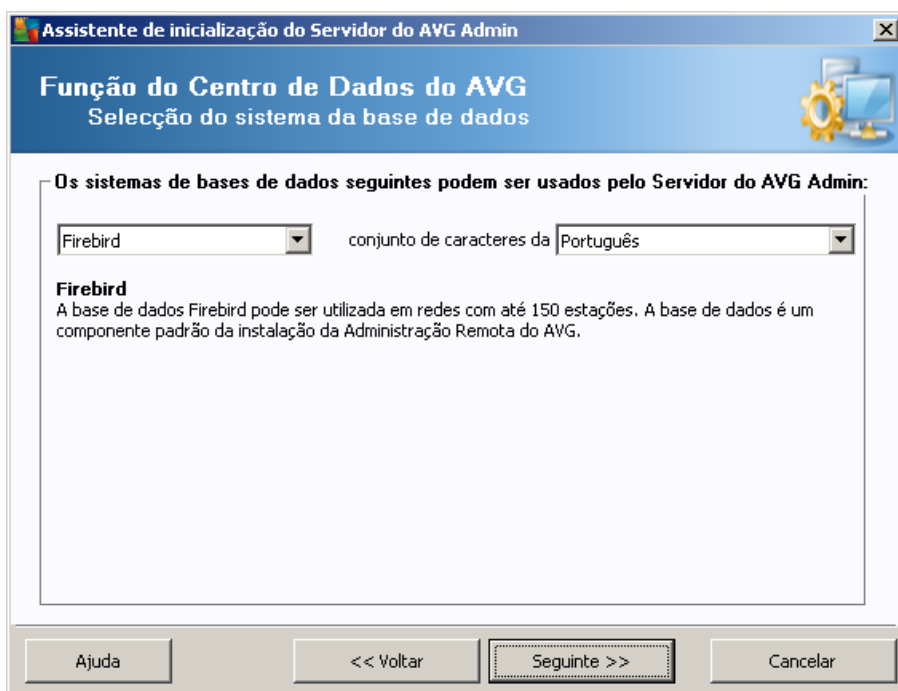 Assistente de inicialização do Servidor do AVG Admin
Função do Centro de Dados do AVG
Selecção do sistema da base de dados
Os sistemas de bases de dados seguintes podem ser usados pelo Servidor do AVG Admin:
Firebird conjunto de caracteres da Português
Firebird
A base de dados Firebird pode ser utilizada em redes com até 150 estações. A base de dados é um
componente padrão da instalação da Administração Remota do AVG.
Ajuda << Voltar Seguinte >> Cancelar